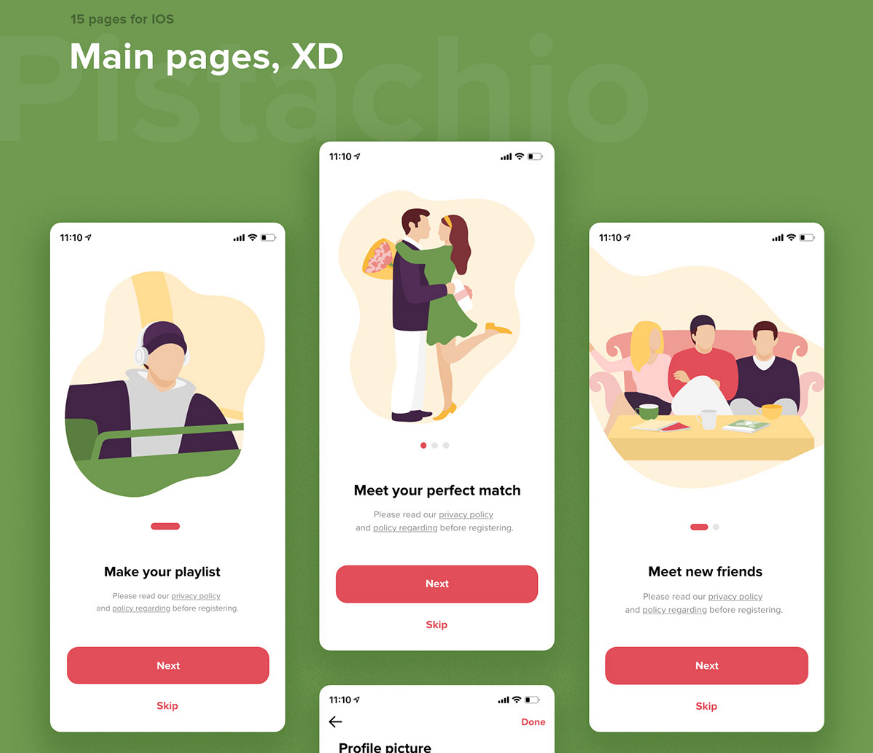 15 pages for IOS
Main pages, XD
Pistachio
11:10
Make your playlist
Please read our privacy policy
and policy regarding before registering.
Next
Skip
11:10
Meet your perfect match
Please read our privacy policy
and policy regarding before registering.
Next
Skip
11:10
Meet new friends
Please read our privacy policy
and policy regarding before registering.
Next
Skip
11:10
Done
Profile picture